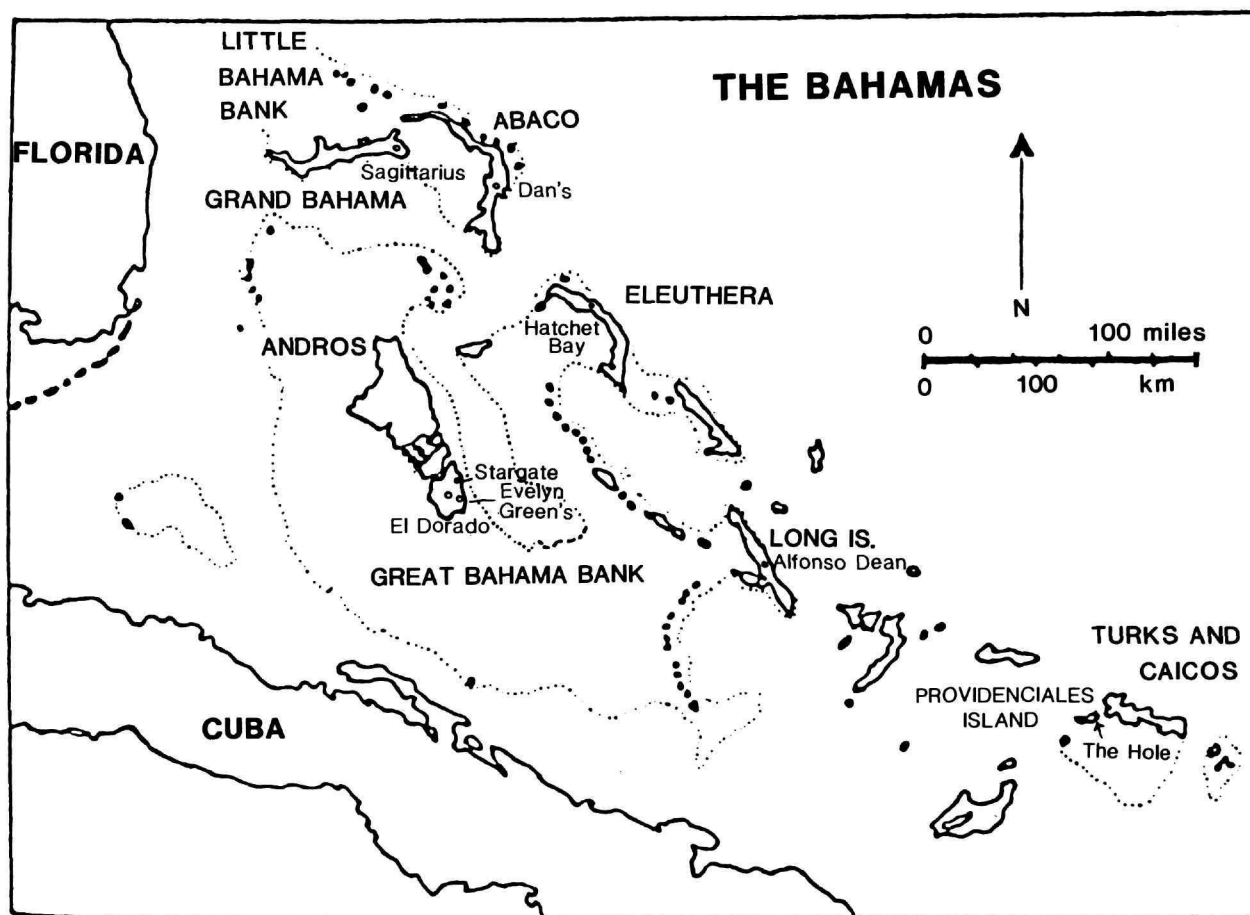 LITTLE
BAHAMA
BANK
THE BAHAMAS
FLORIDA
ABACO
Sagittarius
Dan's
GRAND BAHAMA
ELEUTHERA
Hatchet
Bay
N
0 100 miles
0 100 km
ANDROS
Stargate
Evelyn
Green's
El Dorado
LONG IS.
Alfonso Dean
GREAT BAHAMA BANK
TURKS AND
CAICOS
PROVIDENCIALES
ISLAND
The Hole
CUBA